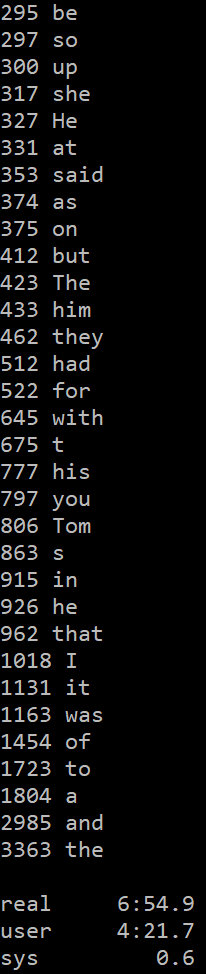 295 be
297 so
300 up
317 she
327 He
331 at
353 said
374 as
375 on
412 but
423 The
433 him
462 they
512 had
522 for
645 with
675 t
777 his
797 you
806 Tom
863 s
915 in
926 he
962 that
1018 I
1131 it
1163 was
1454 of
1723 to
1804 a
2985 and
3363 the
real 6:54.9
user 4:21.7
sys 0.6